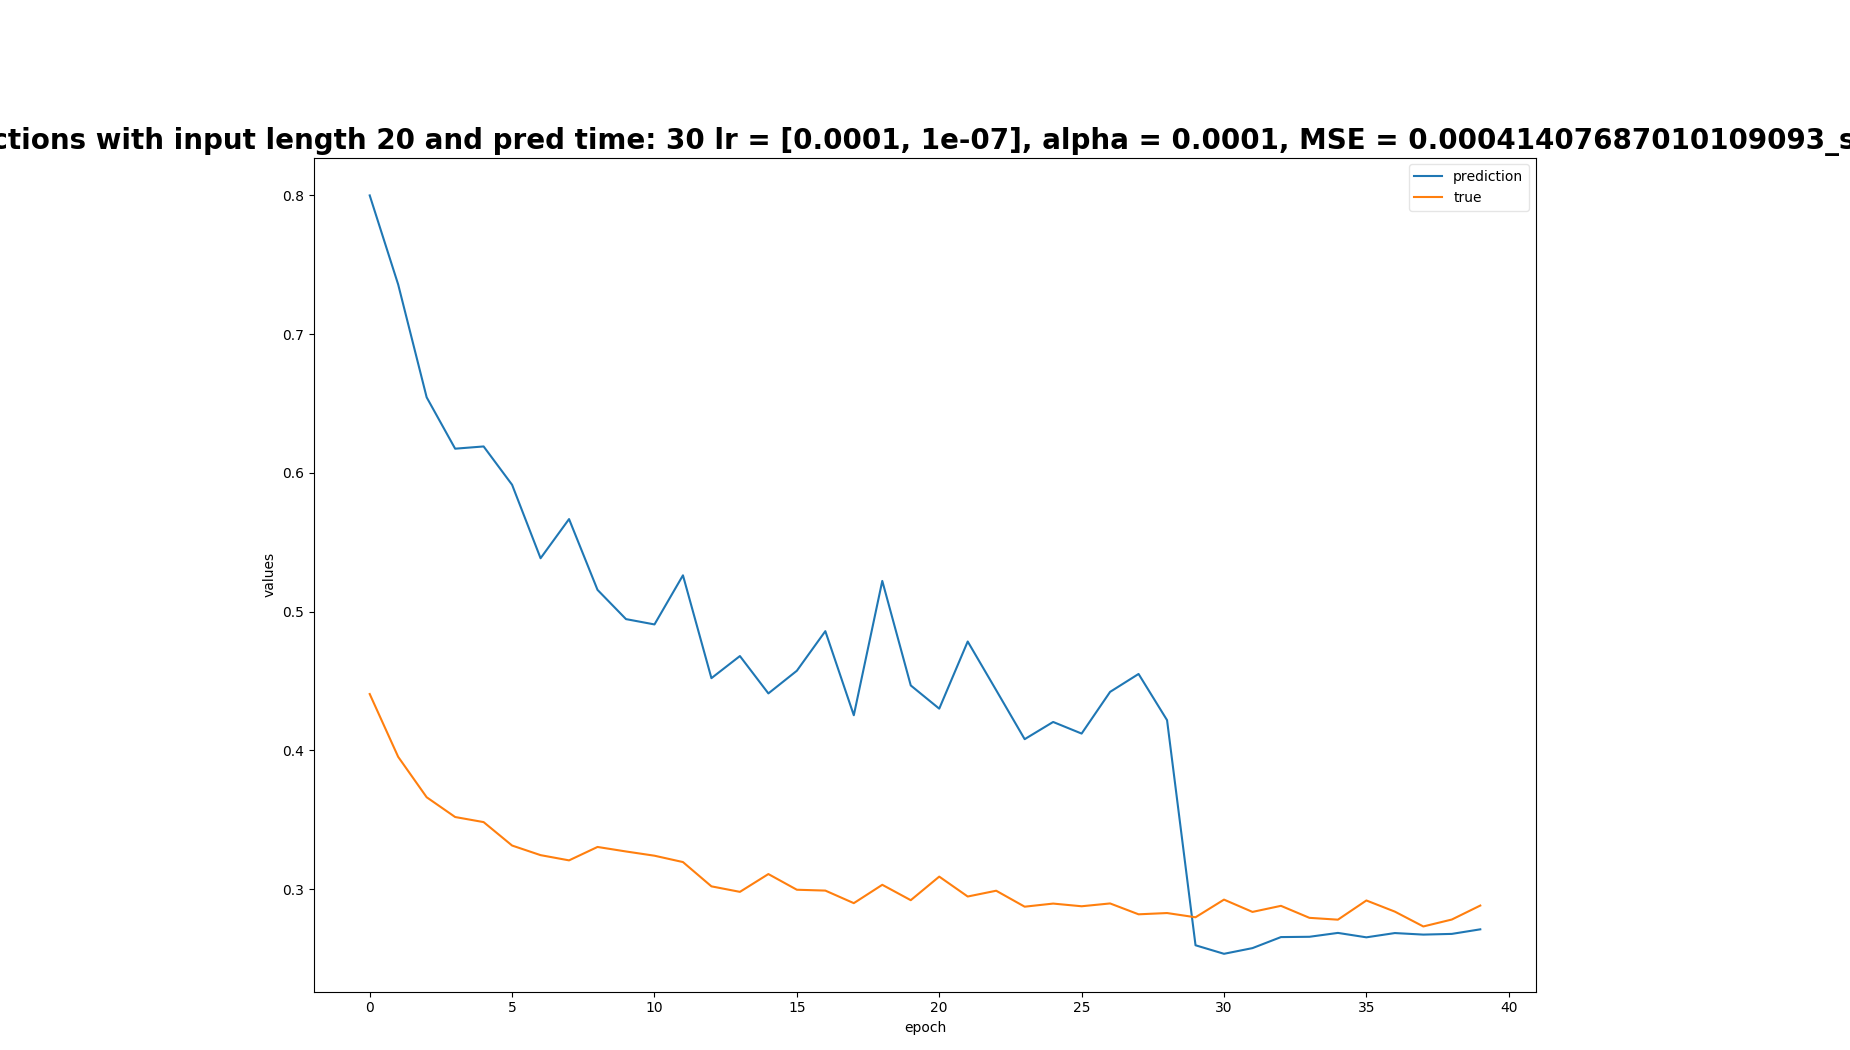 ctions with input length 20 and pred time: 30 lr = [0.0001, 1e-07], alpha = 0.0001, MSE = 0.00041407687010109093_s
prediction
true
0.8
0.7
0.6
0.5
0.4
0.3
values
0 5 10 15 20 25 30 35 40
epoch